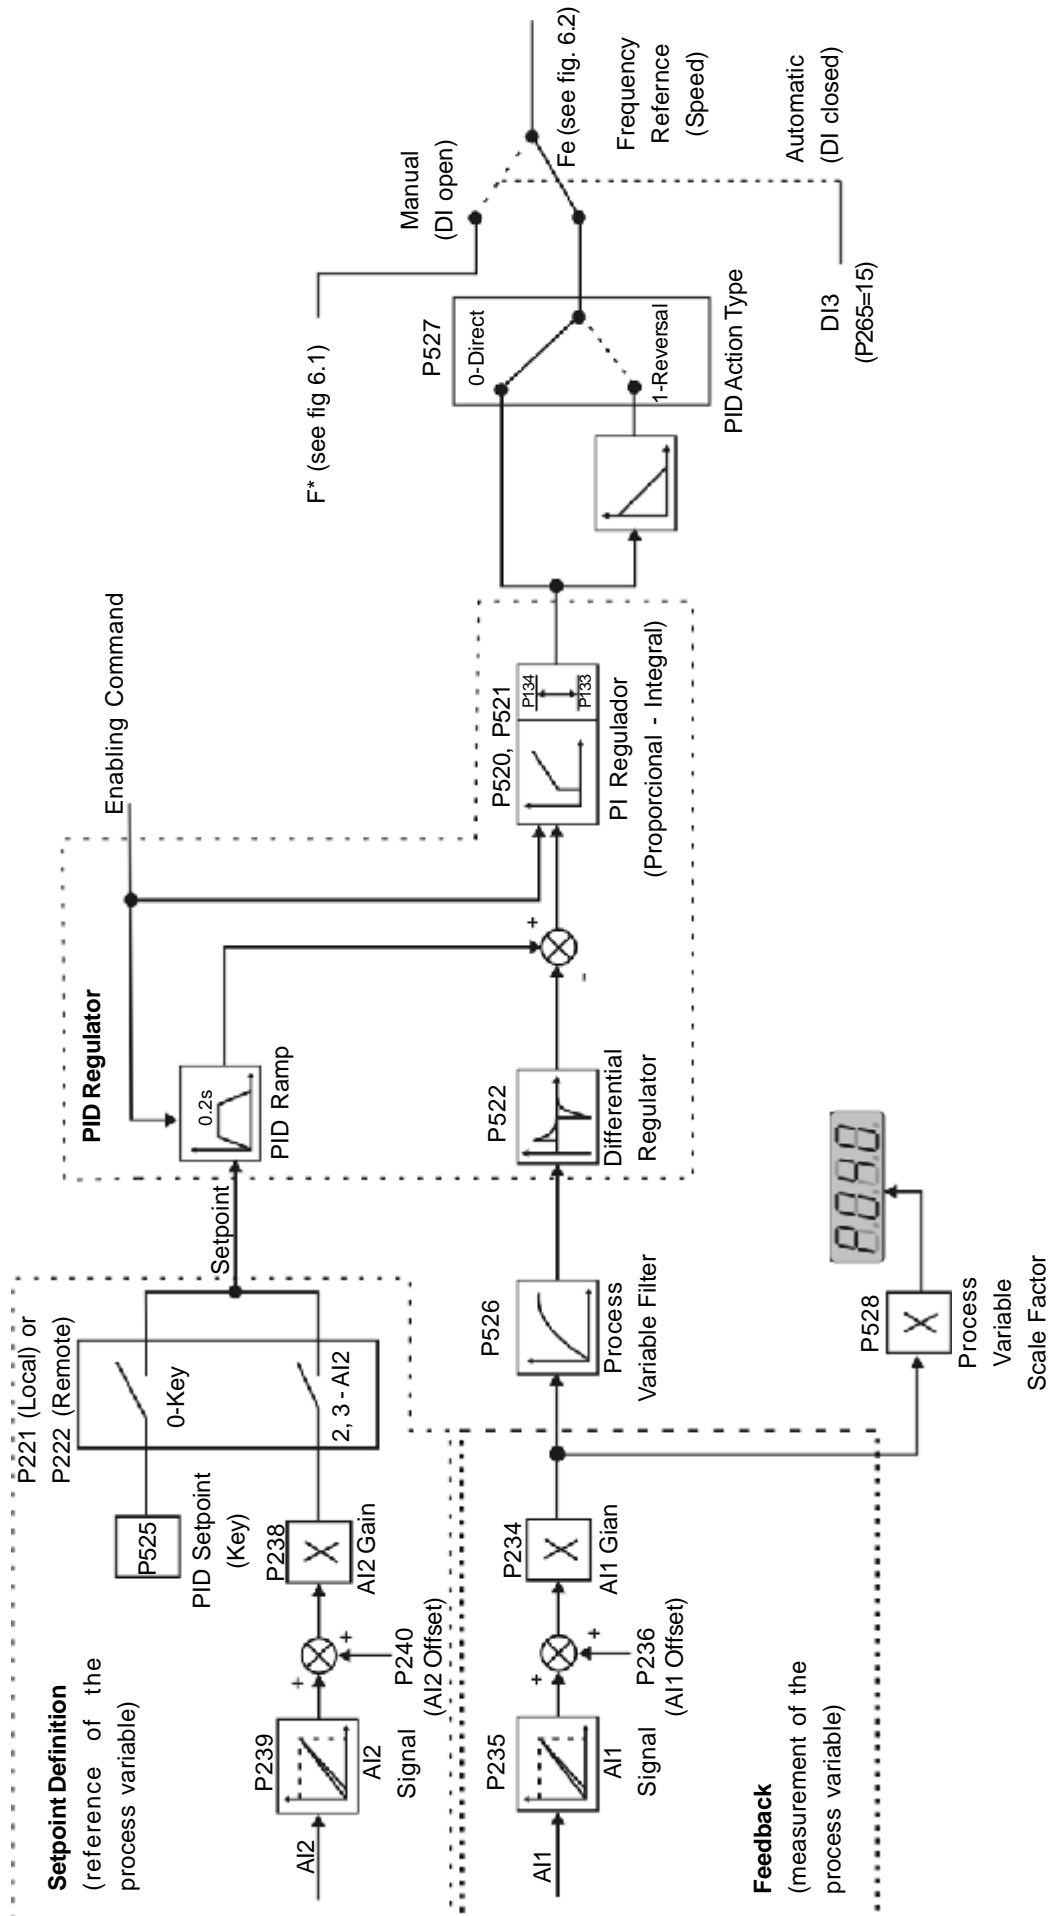 Setpoint Definition
(reference of the
process variable)
AI2
P239
AI2
Signal
P240
(AI2 Offset)
+
+
P238
AI2 Gain
P525
PID Setpoint
(Key)
P221 (Local) or
P222 (Remote)
0-Key
2, 3 - AI2
Setpoint
Feedback
(measurement of the
process variable)
AI1
P235
AI1
Signal
P236
(AI1 Offset)
+
+
P234
AI1 Gian
P526
Process
Variable Filter
P528
Process
Variable
Scale Factor
8.8.8.8
PID Regulator
0.2s
PID Ramp
P522
Differential
Regulator
+
-
Enabling Command
P520, P521
P134
P133
PI Regulador
(Proporcional - Integral)
F* (see fig 6.1)
P527
0-Direct
1-Reversal
PID Action Type
Manual
(DI open)
Fe (see fig. 6.2)
Frequency
Refernce
(Speed)
Automatic
(DI closed)
DI3
(P265=15)